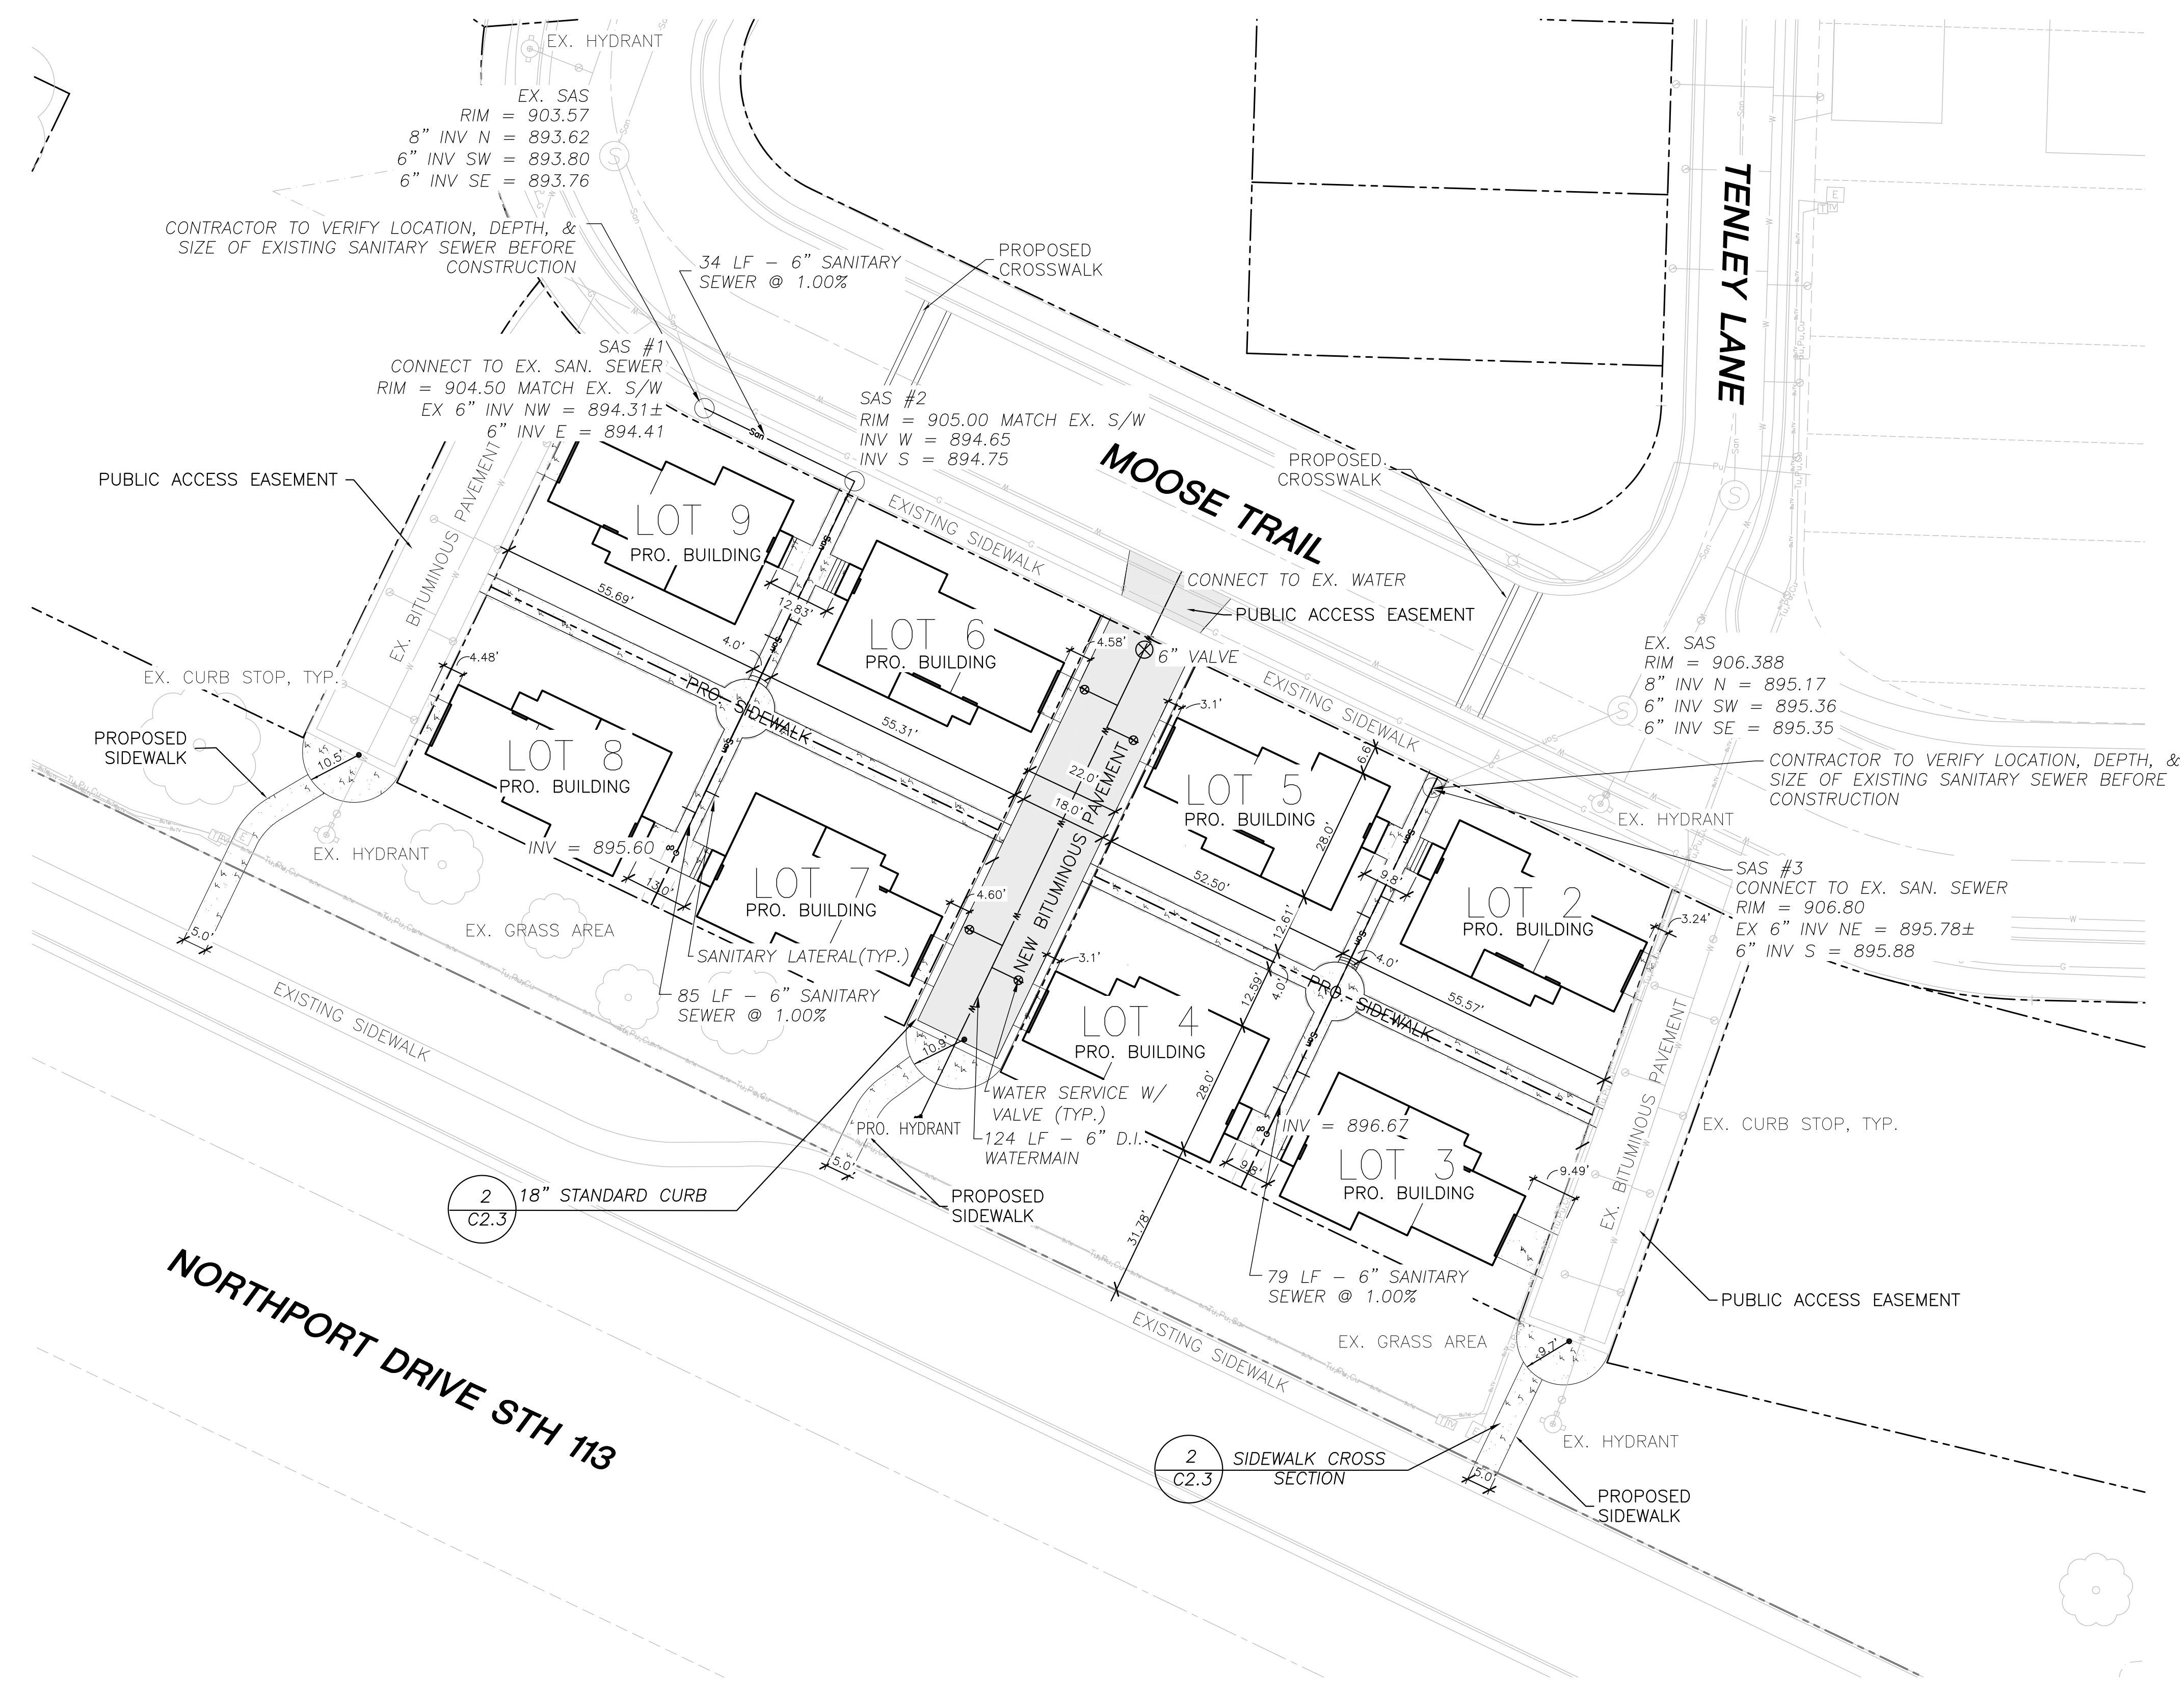 EX. HYDRANT
EX. SAS
RIM = 903.57
8” INV N = 893.62
6” INV SW = 893.80
6” INV SE = 893.76
CONTRACTOR TO VERIFY LOCATION, DEPTH, &
SIZE OF EXISTING SANITARY SEWER BEFORE
CONSTRUCTION
34 LF – 6” SANITARY
SEWER @ 1.00%
PROPOSED
CROSSWALK
TENLEY LANE
SAS #1
CONNECT TO EX. SAN. SEWER
RIM = 904.50 MATCH EX. S/W
EX 6” INV NW = 894.31±
6” INV E = 894.41
SAS #2
RIM = 905.00 MATCH EX. S/W
INV W = 894.65
INV S = 894.75
MOOSE TRAIL
PROPOSED
CROSSWALK
PUBLIC ACCESS EASEMENT
EX. BITUMINOUS PAVEMENT
LOT 9
PRO. BUILDING
EXISTING SIDEWALK
CONNECT TO EX. WATER
PUBLIC ACCESS EASEMENT
55.69'
12.83'
4.0'
LOT 6
PRO. BUILDING
4.58'
6” VALVE
EX. SAS
RIM = 906.388
8” INV N = 895.17
6” INV SW = 895.36
6” INV SE = 895.35
CONTRACTOR TO VERIFY LOCATION, DEPTH, &
SIZE OF EXISTING SANITARY SEWER BEFORE
CONSTRUCTION
EX. CURB STOP, TYP.
4.48'
PRO. SIDEWALK
55.31'
3.1'
EXISTING SIDEWALK
PROPOSED
SIDEWALK
10.5'
LOT 8
PRO. BUILDING
22.0'
18.0'
NEW BITUMINOUS PAVEMENT
LOT 5
PRO. BUILDING
6.6'
28.0'
EX. HYDRANT
EX. HYDRANT
INV = 895.60
13.0'
LOT 7
PRO. BUILDING
4.60'
52.50'
12.61'
9.8'
LOT 2
PRO. BUILDING
3.24'
SAS #3
CONNECT TO EX. SAN. SEWER
RIM = 906.80
EX 6” INV NE = 895.78±
6” INV S = 895.88
5.0'
EX. GRASS AREA
SANITARY LATERAL(TYP.)
3.1'
4.0'
12.59'
4.0'
PRO. SIDEWALK
55.57'
EXISTING SIDEWALK
85 LF – 6” SANITARY
SEWER @ 1.00%
10.9'
LOT 4
PRO. BUILDING
28.0'
EX. BITUMINOUS PAVEMENT
WATER SERVICE W/
VALVE (TYP.)
PRO. HYDRANT
124 LF – 6” D.I.
WATERMAIN
INV = 896.67
EX. CURB STOP, TYP.
5.0'
9.8'
LOT 3
PRO. BUILDING
9.49'
2
C2.3
18” STANDARD CURB
PROPOSED
SIDEWALK
31.78'
79 LF – 6” SANITARY
SEWER @ 1.00%
PUBLIC ACCESS EASEMENT
NORTHPORT DRIVE STH 113
EXISTING SIDEWALK
EX. GRASS AREA
9.7'
EX. HYDRANT
2
C2.3
SIDEWALK CROSS
SECTION
5.0'
PROPOSED
SIDEWALK